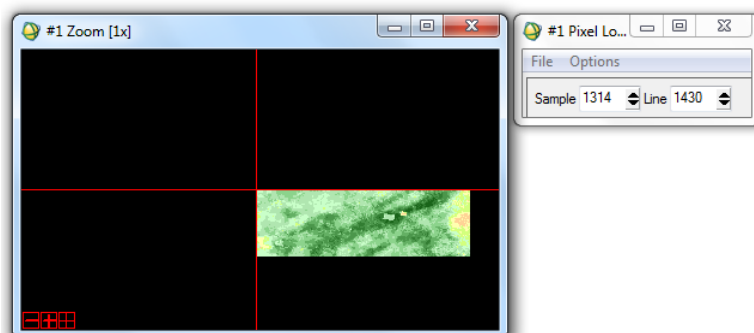 #1 Zoom [1x]
#1 Pixel Lo...
File Options
Sample 1314 Line 1430